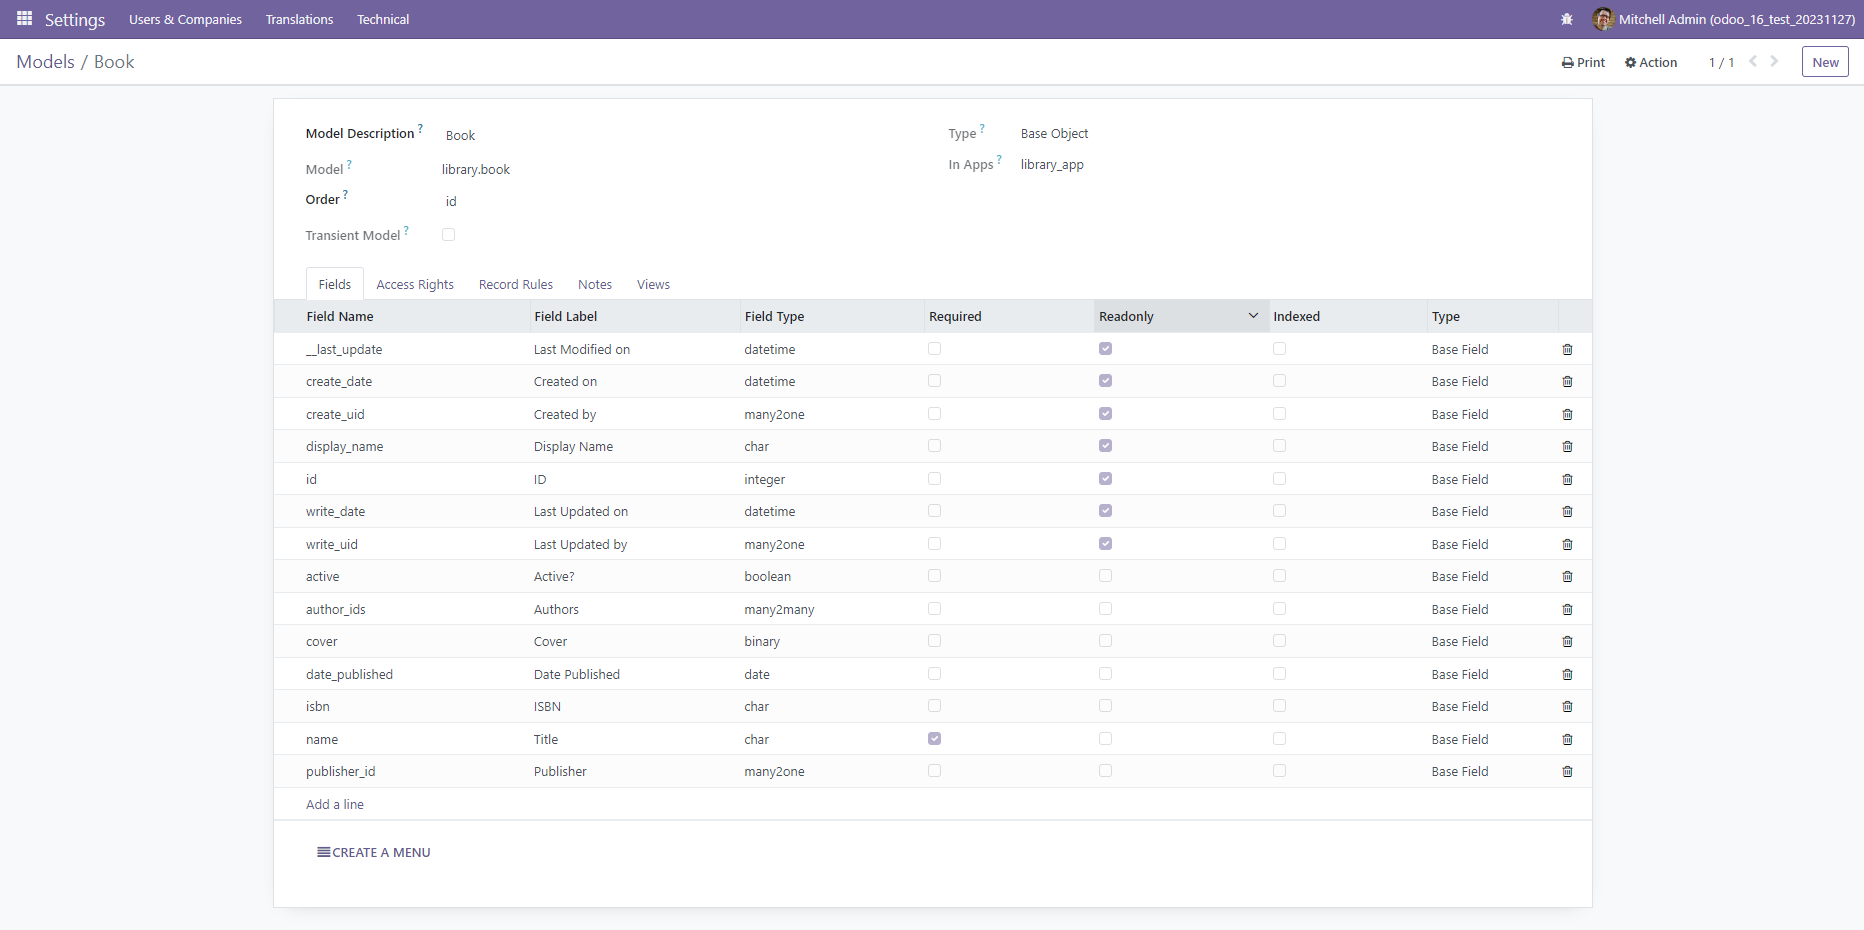 Settings Users & Companies Translations Technical Mitchell Admin (odoo_16_test_20231127)
Models / Book Print Action 1 / 1 New
Model Description ? Book Type ? Base Object
Model ? library.book In Apps ? library_app
Order ? id
Transient Model ?
Fields Access Rights Record Rules Notes Views
Field Name Field Label Field Type Required Readonly Indexed Type
__last_update Last Modified on datetime Base Field
create_date Created on datetime Base Field
create_uid Created by many2one Base Field
display_name Display Name char Base Field
id ID integer Base Field
write_date Last Updated on datetime Base Field
write_uid Last Updated by many2one Base Field
active Active? boolean Base Field
author_ids Authors many2many Base Field
cover Cover binary Base Field
date_published Date Published date Base Field
isbn ISBN char Base Field
name Title char Base Field
publisher_id Publisher many2one Base Field
Add a line
CREATE A MENU